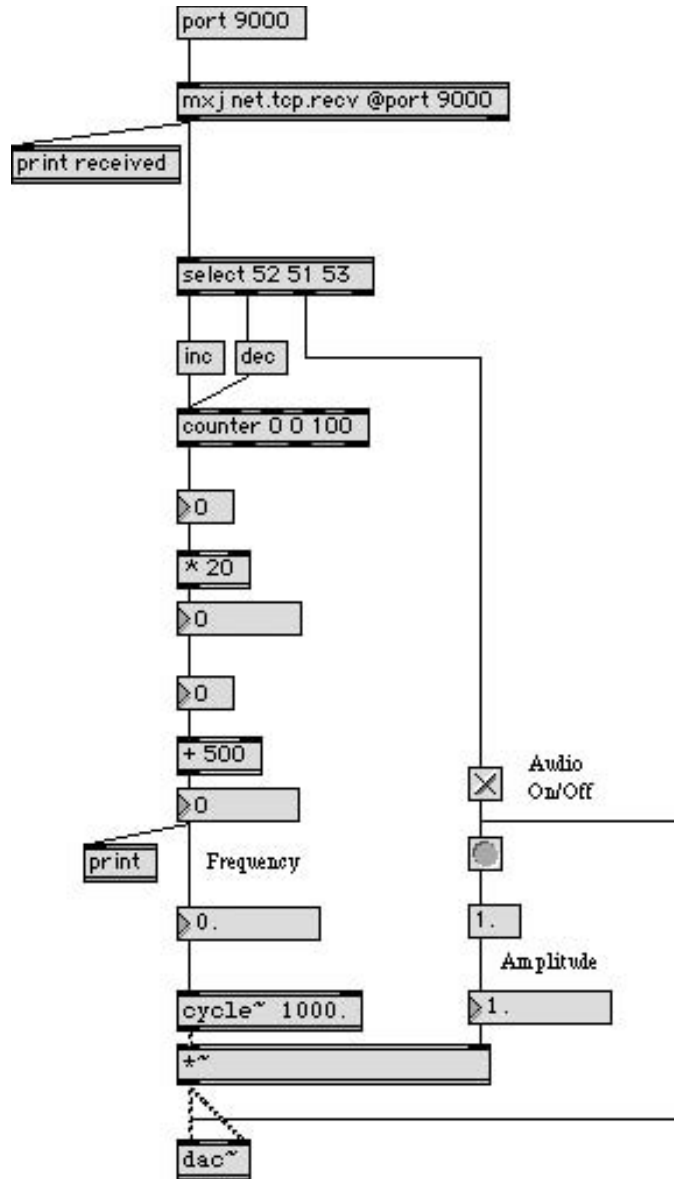 port 9000
mxj net.tcp.recv @port 9000
print received
select 52 51 53
inc
dec
counter 0 0 100
0
* 20
0
0
+ 500
0
Audio
On/Off
print
Frequency
0.
1.
Amplitude
1.
cycle~ 1000.
*~
dac~